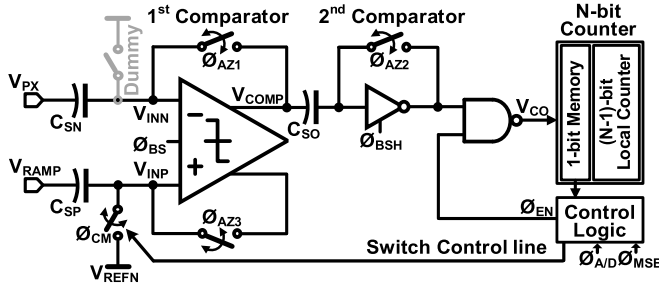 1st Comparator
2nd Comparator
N-bit
Counter
Dummy
ØAZ1
ØAZ2
VPX
CSN
VINN
VCOMP
CSO
VCO
1-bit Memory
(N-1)-bit
Local Counter
ØBS
ØBSH
VRAMP
CSP
VINP
ØAZ3
ØEN
Control
Logic
ØCM
Switch Control line
ØA/D
ØMSB
VREFN